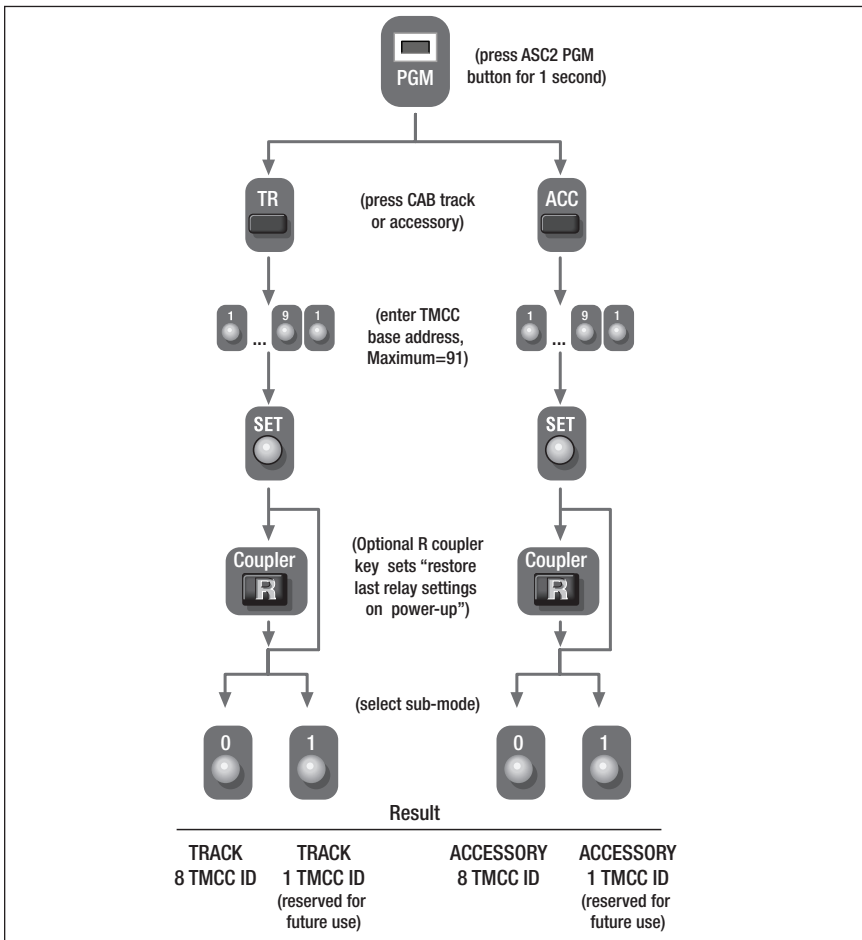 PGM
(press ASC2 PGM
button for 1 second)
TR
(press CAB track
or accessory)
ACC
1 ... 9 1
(enter TMCC
base address,
Maximum=91)
1 ... 9 1
SET
SET
Coupler
R
(Optional R coupler
key sets “restore
last relay settings
on power-up”)
Coupler
R
(select sub-mode)
0
1
0
1
Result
TRACK
8 TMCC ID
TRACK
1 TMCC ID
(reserved for
future use)
ACCESSORY
8 TMCC ID
ACCESSORY
1 TMCC ID
(reserved for
future use)